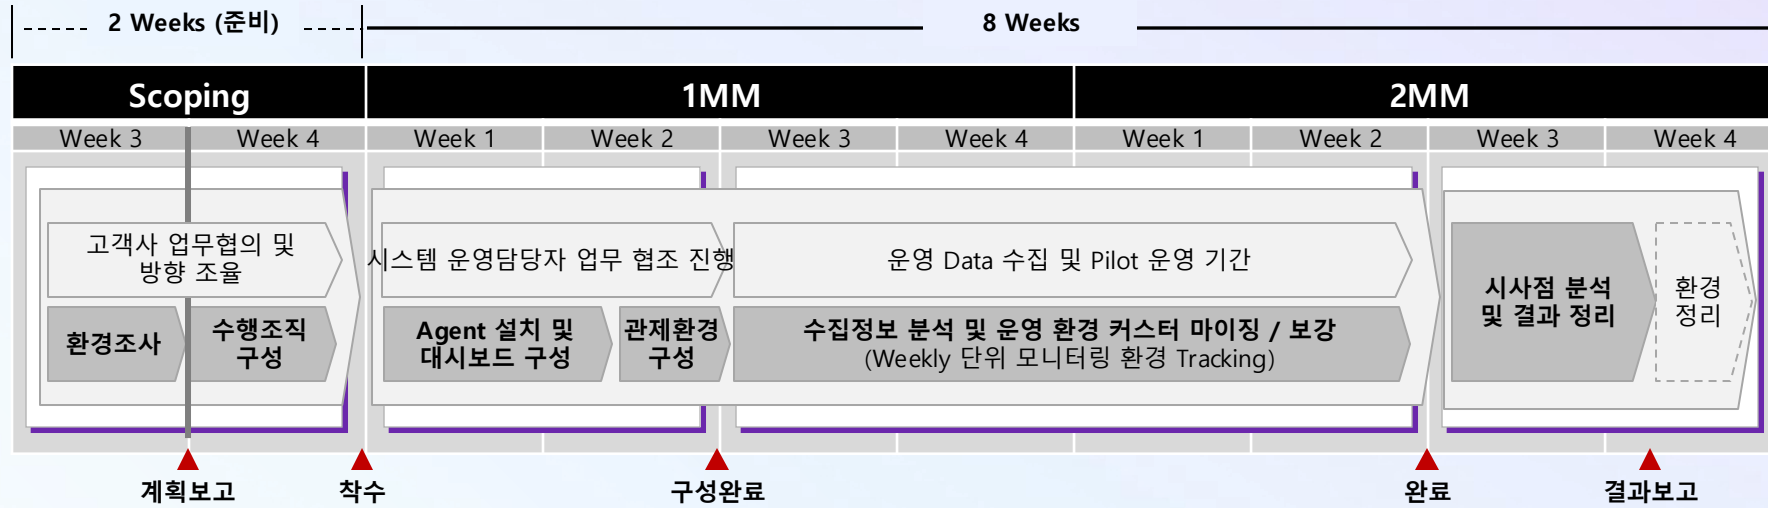 2 Weeks (준비)
8 Weeks
Scoping
1MM
2MM
Week 3
Week 4
Week 1
Week 2
Week 3
Week 4
Week 1
Week 2
Week 3
Week 4
고객사 업무협의 및
방향 조율
시스템 운영담당자 업무 협조 진행
운영 Data 수집 및 Pilot 운영 기간
환경조사
수행조직
구성
Agent 설치 및
대시보드 구성
관제환경
구성
수집정보 분석 및 운영 환경 커스터 마이징 / 보강
(Weekly 단위 모니터링 환경 Tracking)
시사점 분석
및 결과 정리
환경
정리
계획보고
착수
구성완료
완료
결과보고